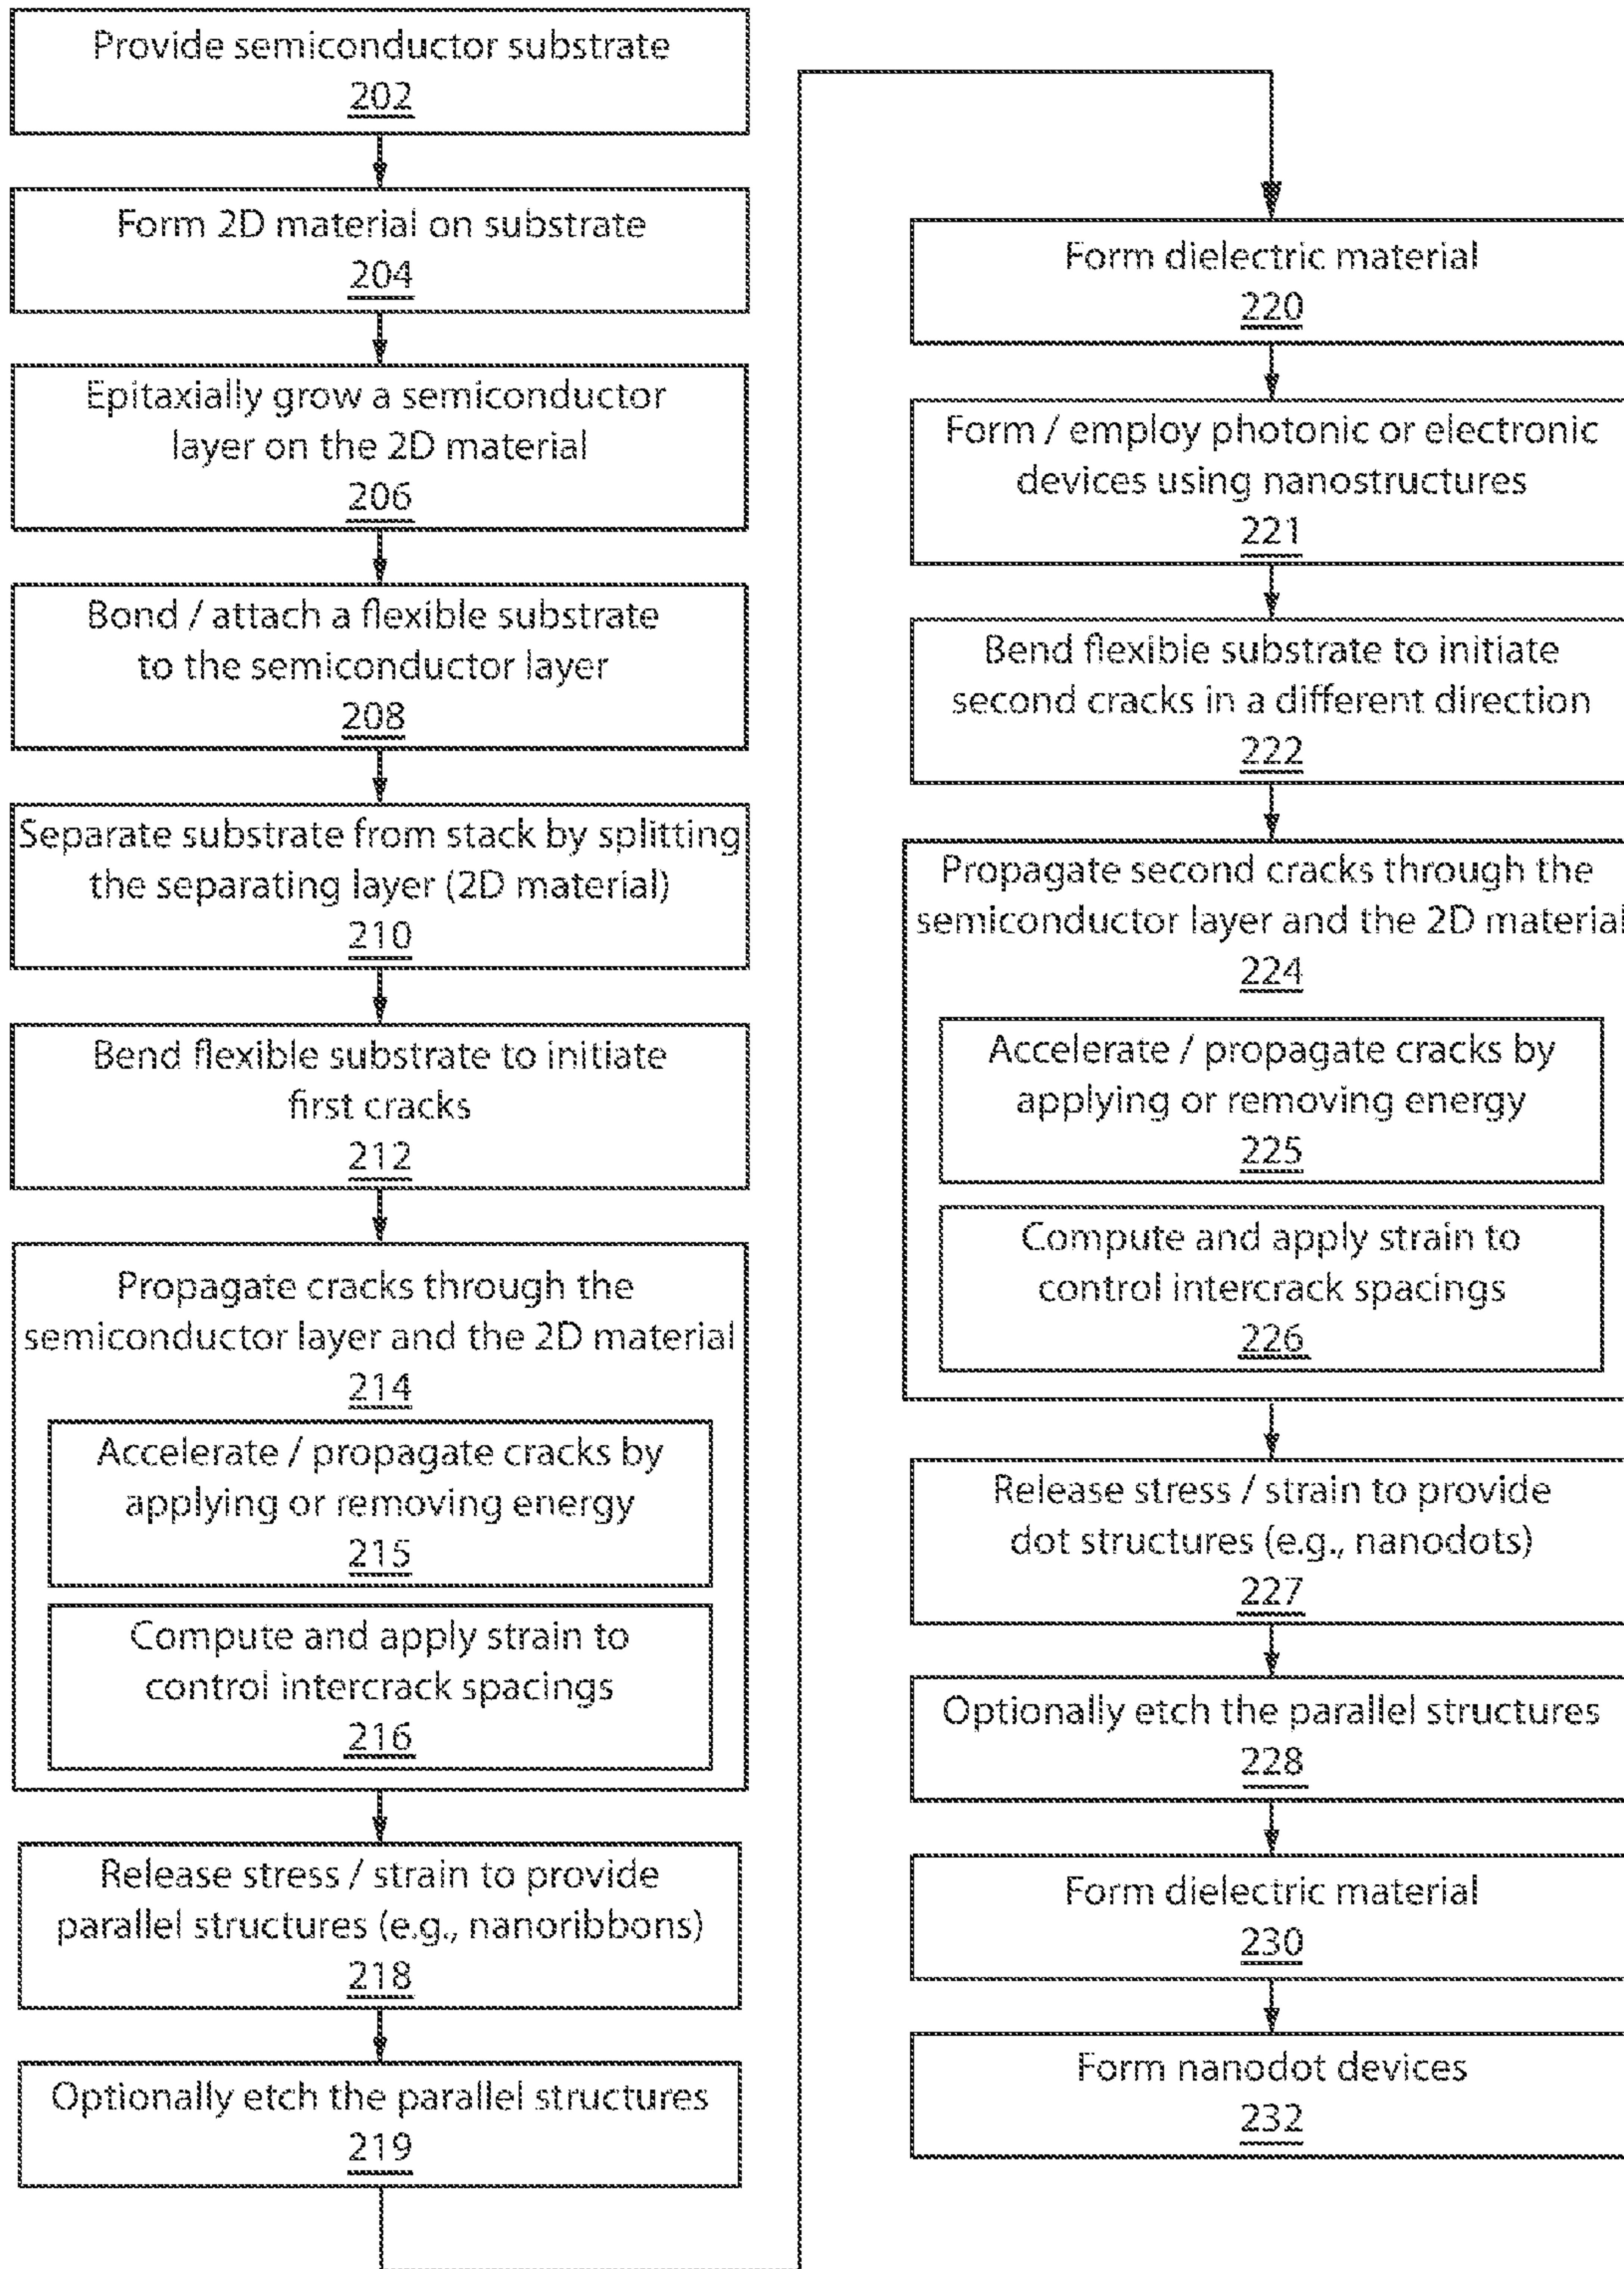 Provide semiconductor substrate
202
Form 2D material on substrate
204
Epitaxially grow a semiconductor
layer on the 2D material
206
Bond / attach a flexible substrate
to the semiconductor layer
208
Separate substrate from stack by splitting
the separating layer (2D material)
210
Bend flexible substrate to initiate
first cracks
212
Propagate cracks through the
semiconductor layer and the 2D material
214
Accelerate / propagate cracks by
applying or removing energy
215
Compute and apply strain to
control intercrack spacings
216
Release stress / strain to provide
parallel structures (e.g., nanoribbons)
218
Optionally etch the parallel structures
219
Form dielectric material
220
Form / employ photonic or electronic
devices using nanostructures
221
Bend flexible substrate to initiate
second cracks in a different direction
222
Propagate second cracks through the
semiconductor layer and the 2D material
224
Accelerate / propagate cracks by
applying or removing energy
225
Compute and apply strain to
control intercrack spacings
226
Release stress / strain to provide
dot structures (e.g., nanodots)
227
Optionally etch the parallel structures
228
Form dielectric material
230
Form nanodot devices
232